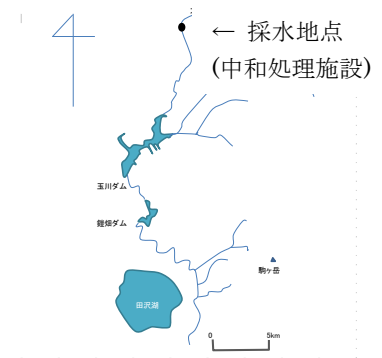 ← 採水地点
(中和処理施設)
玉川ダム
鎧畑ダム
駒ヶ岳
田沢湖
0 5km